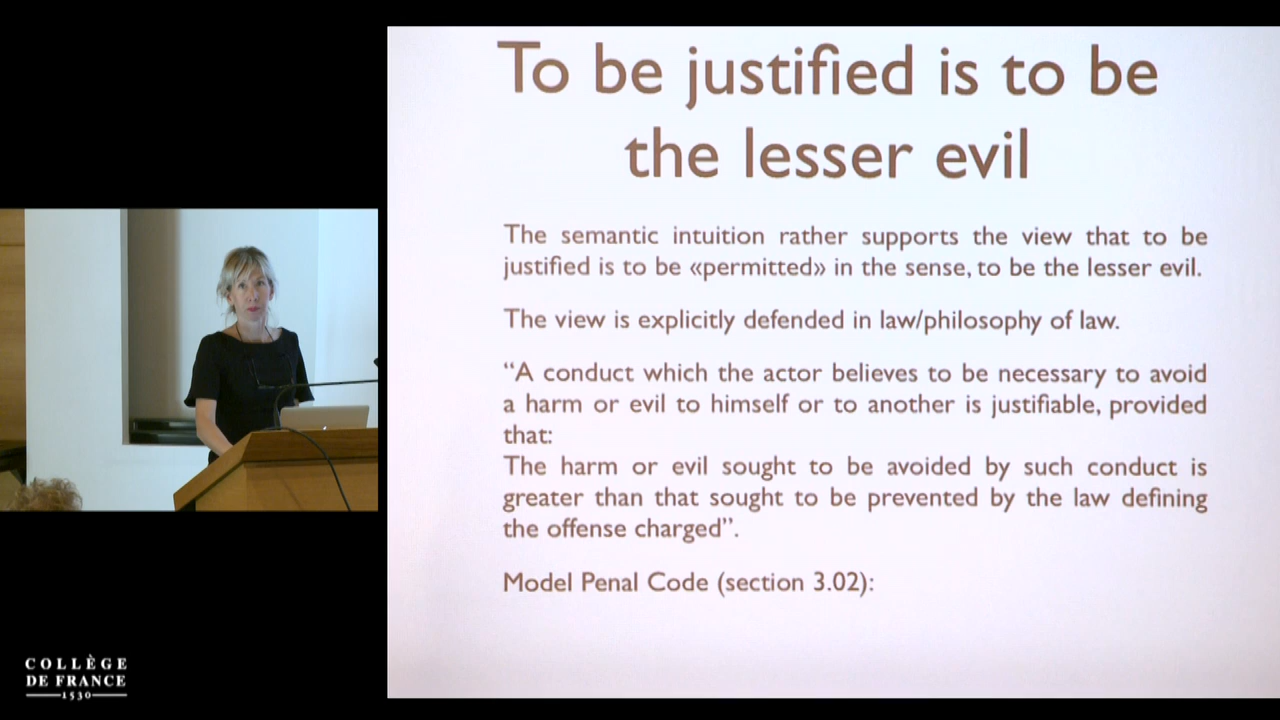 To be justified is to be
the lesser evil
The semantic intuition rather supports the view that to be
justified is to be «permitted» in the sense, to be the lesser evil.
The view is explicitly defended in law/philosophy of law.
“A conduct which the actor believes to be necessary to avoid
a harm or evil to himself or to another is justifiable, provided
that:
The harm or evil sought to be avoided by such conduct is
greater than that sought to be prevented by the law defining
the offense charged”.
Model Penal Code (section 3.02):
COLLÈGE
DE FRANCE
1530